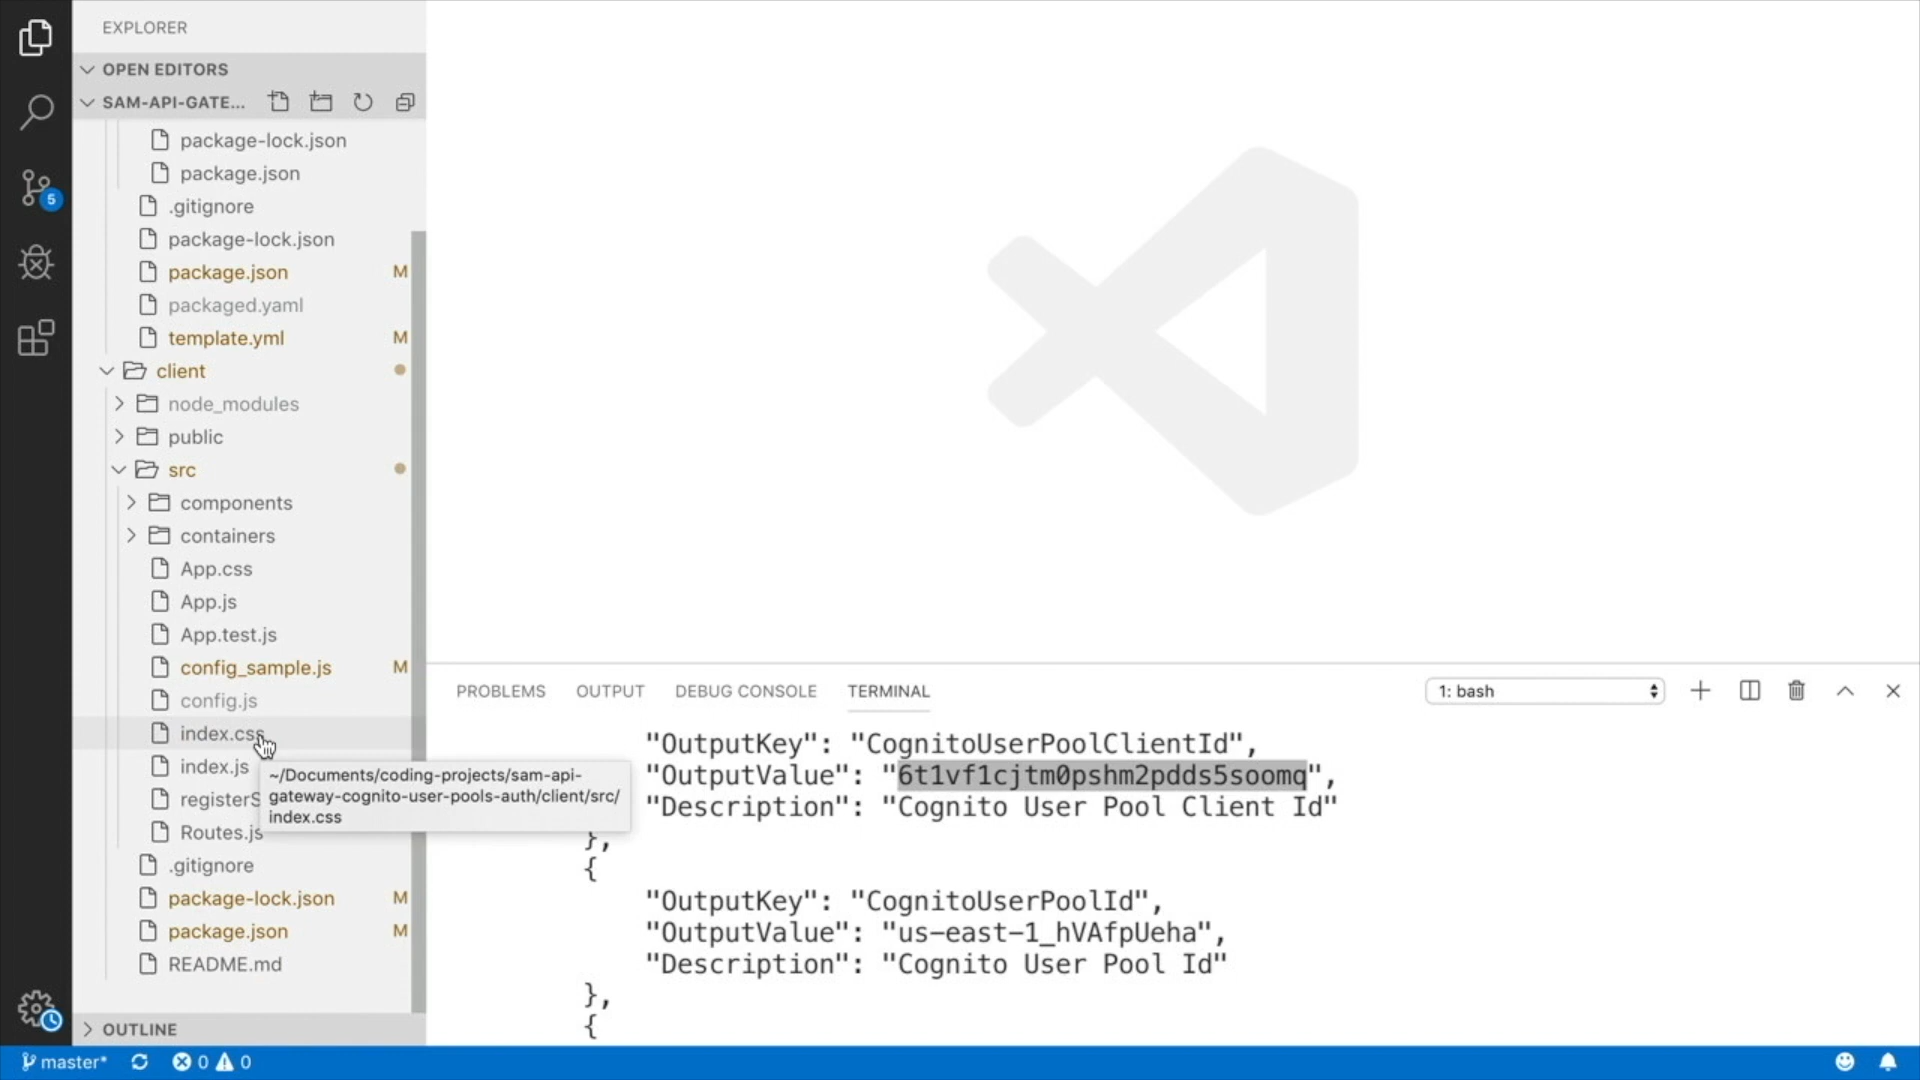 EXPLORER
OPEN EDITORS
SAM-API-GATE...
package-lock.json
package.json
.gitignore
package-lock.json
package.json M
packaged.yaml
template.yml M
client
node_modules
public
src
components
containers
App.css
App.js
App.test.js
config_sample.js M
config.js
index.css
index.js
registerS
Routes.js
.gitignore
package-lock.json M
package.json M
README.md
OUTLINE
~/Documents/coding-projects/sam-api-
gateway-cognito-user-pools-auth/client/src/
index.css
5
PROBLEMS OUTPUT DEBUG CONSOLE TERMINAL
1: bash
"OutputKey": "CognitoUserPoolClientId",
"OutputValue": "6t1vf1cjtm0pshm2pdds5soomq",
"Description": "Cognito User Pool Client Id"
},
{
"OutputKey": "CognitoUserPoolId",
"OutputValue": "us-east-1_hVAfpUeha",
"Description": "Cognito User Pool Id"
},
{
master* 0 0